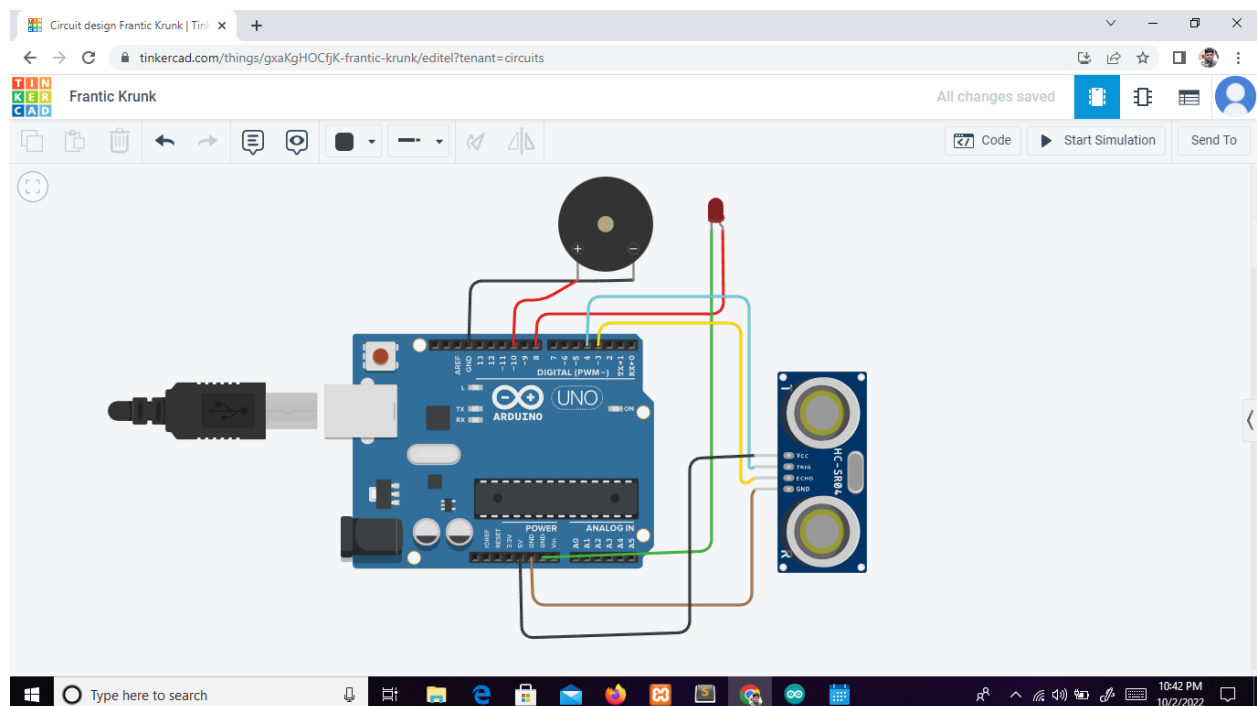 Circuit design Frantic Krunk | Tink
tinkercad.com/things/gxaKgHOCfjK-frantic-krunk/editel?tenant=circuits
TIN
KER
CAD
Frantic Krunk
All changes saved
Code
Start Simulation
Send To
+ −
AREF
GND
13
12
~11
~10
~9
8
7
~6
~5
4
~3
2
TX→1
RX←0
DIGITAL (PWM~)
L
TX
RX
ARDUINO
UNO
ON
POWER
ANALOG IN
IOREF
RESET
3.3V
5V
GND
GND
Vin
A0
A1
A2
A3
A4
A5
T
VCC
TRIG
ECHO
GND
HC-SR04
R
Type here to search
10:42 PM
10/2/2022